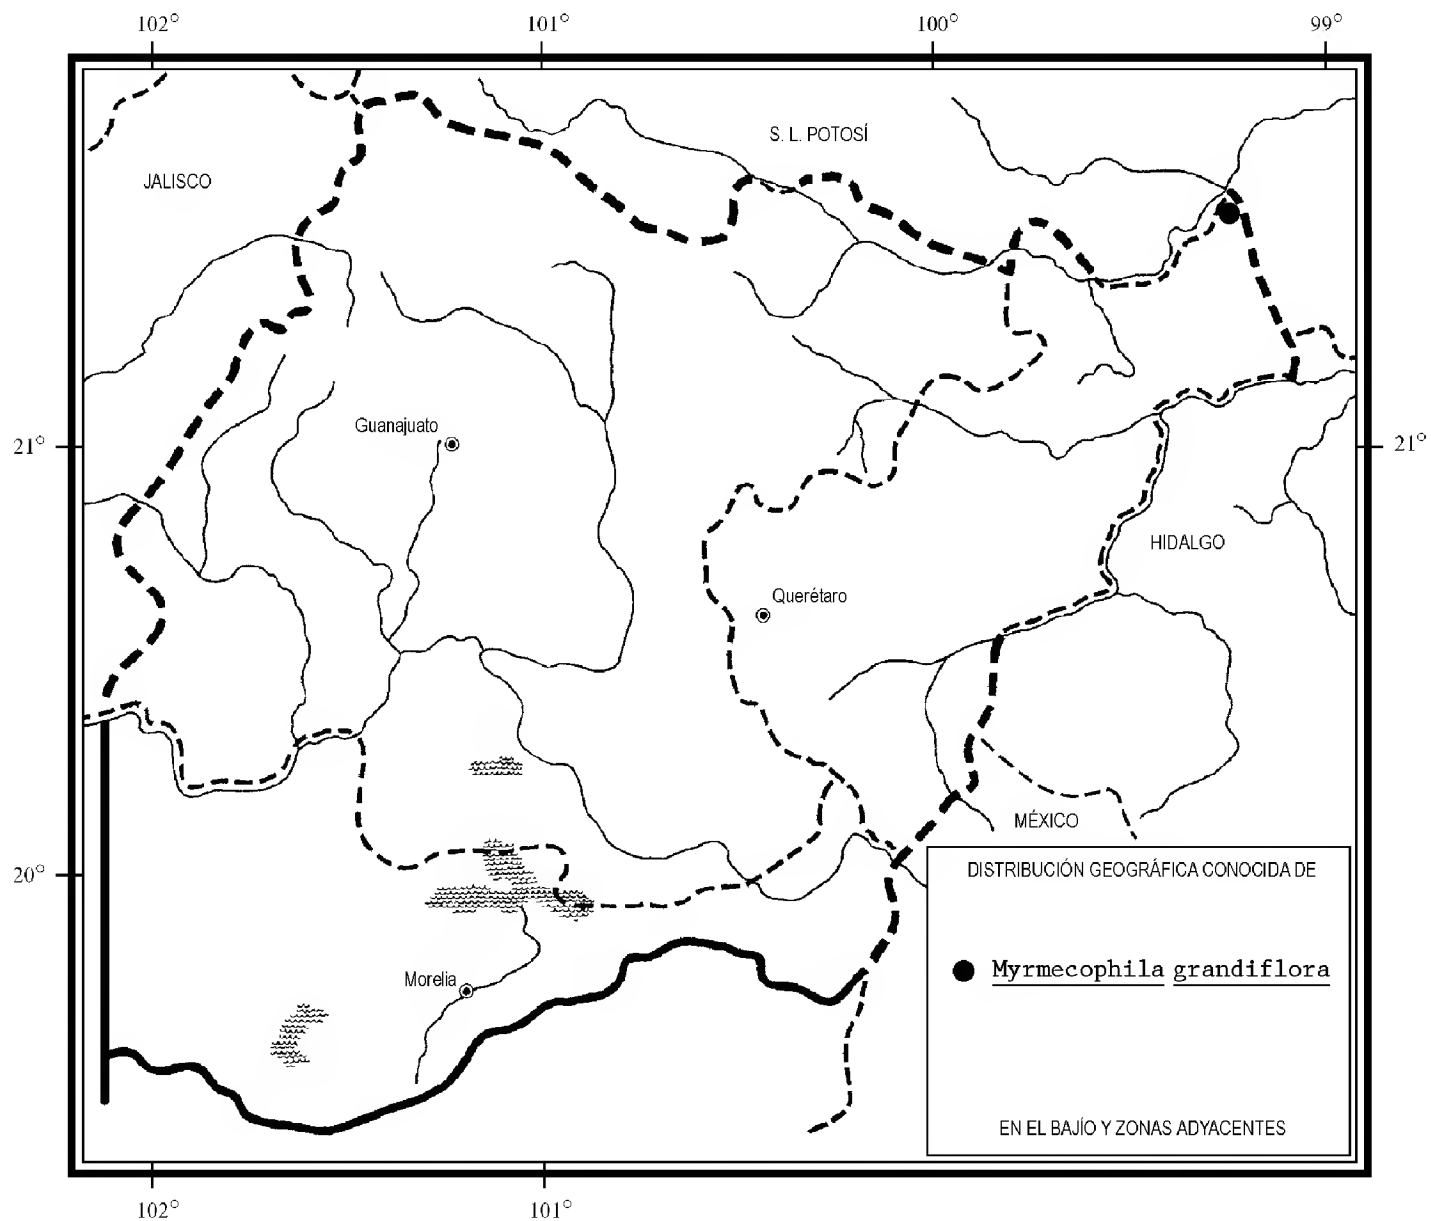 102° 101° 100° 99°
S. L. POTOSÍ
JALISCO
Guanajuato
21° 21°
HIDALGO
Querétaro
MÉXICO
20°
DISTRIBUCIÓN GEOGRÁFICA CONOCIDA DE
Myrmecophila grandiflora
Morelia
EN EL BAJÍO Y ZONAS ADYACENTES
102° 101°